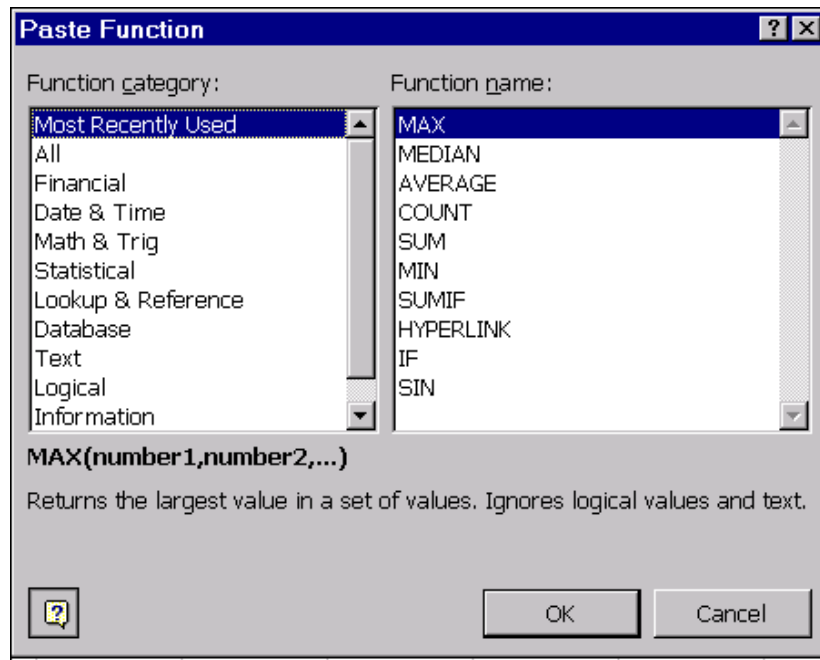 Paste Function
Function category:
Most Recently Used
All
Financial
Date & Time
Math & Trig
Statistical
Lookup & Reference
Database
Text
Logical
Information
Function name:
MAX
MEDIAN
AVERAGE
COUNT
SUM
MIN
SUMIF
HYPERLINK
IF
SIN
MAX(number1,number2,...)
Returns the largest value in a set of values. Ignores logical values and text.
OK
Cancel